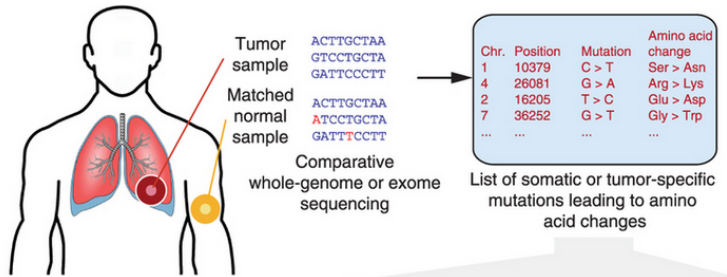 Tumor
sample
ACTTGCTAA
GTCCTGCTA
GATTCCCTT
Matched
normal
sample
ACTTGCTAA
ATCCTGCTA
GATTTCCTT
Comparative
whole-genome or exome
sequencing
Chr. Position Mutation Amino acid change
1 10379 C > T Ser > Asn
4 26081 G > A Arg > Lys
2 16205 T > C Glu > Asp
7 36252 G > T Gly > Trp
... ... ... ...
List of somatic or tumor-specific
mutations leading to amino
acid changes